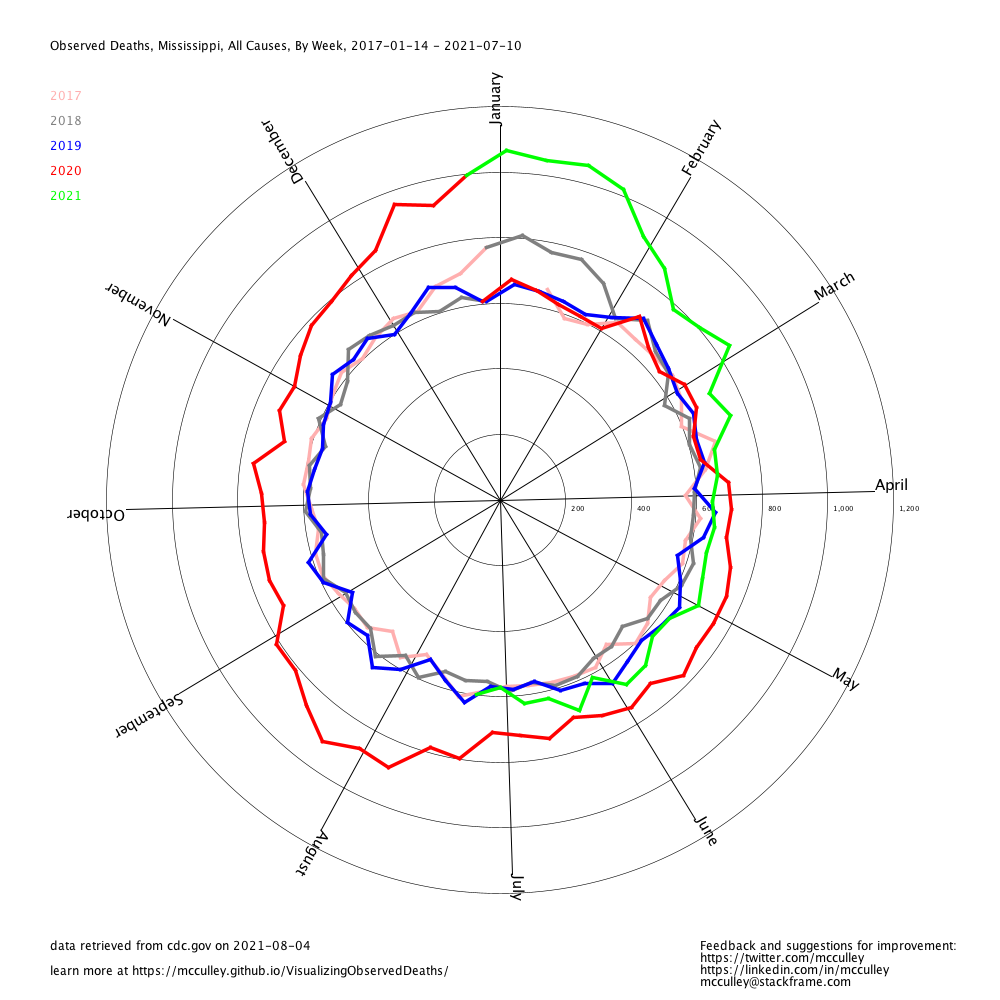 Observed Deaths, Mississippi, All Causes, By Week, 2017-01-14 - 2021-07-10
2017
2018
2019
2020
2021
January
February
March
April
May
June
July
August
September
October
November
December
200
400
600
800
1,000
1,200
data retrieved from cdc.gov on 2021-08-04
learn more at https://mcculley.github.io/VisualizingObservedDeaths/
Feedback and suggestions for improvement:
https://twitter.com/mcculley
https://linkedin.com/in/mcculley
mcculley@stackframe.com